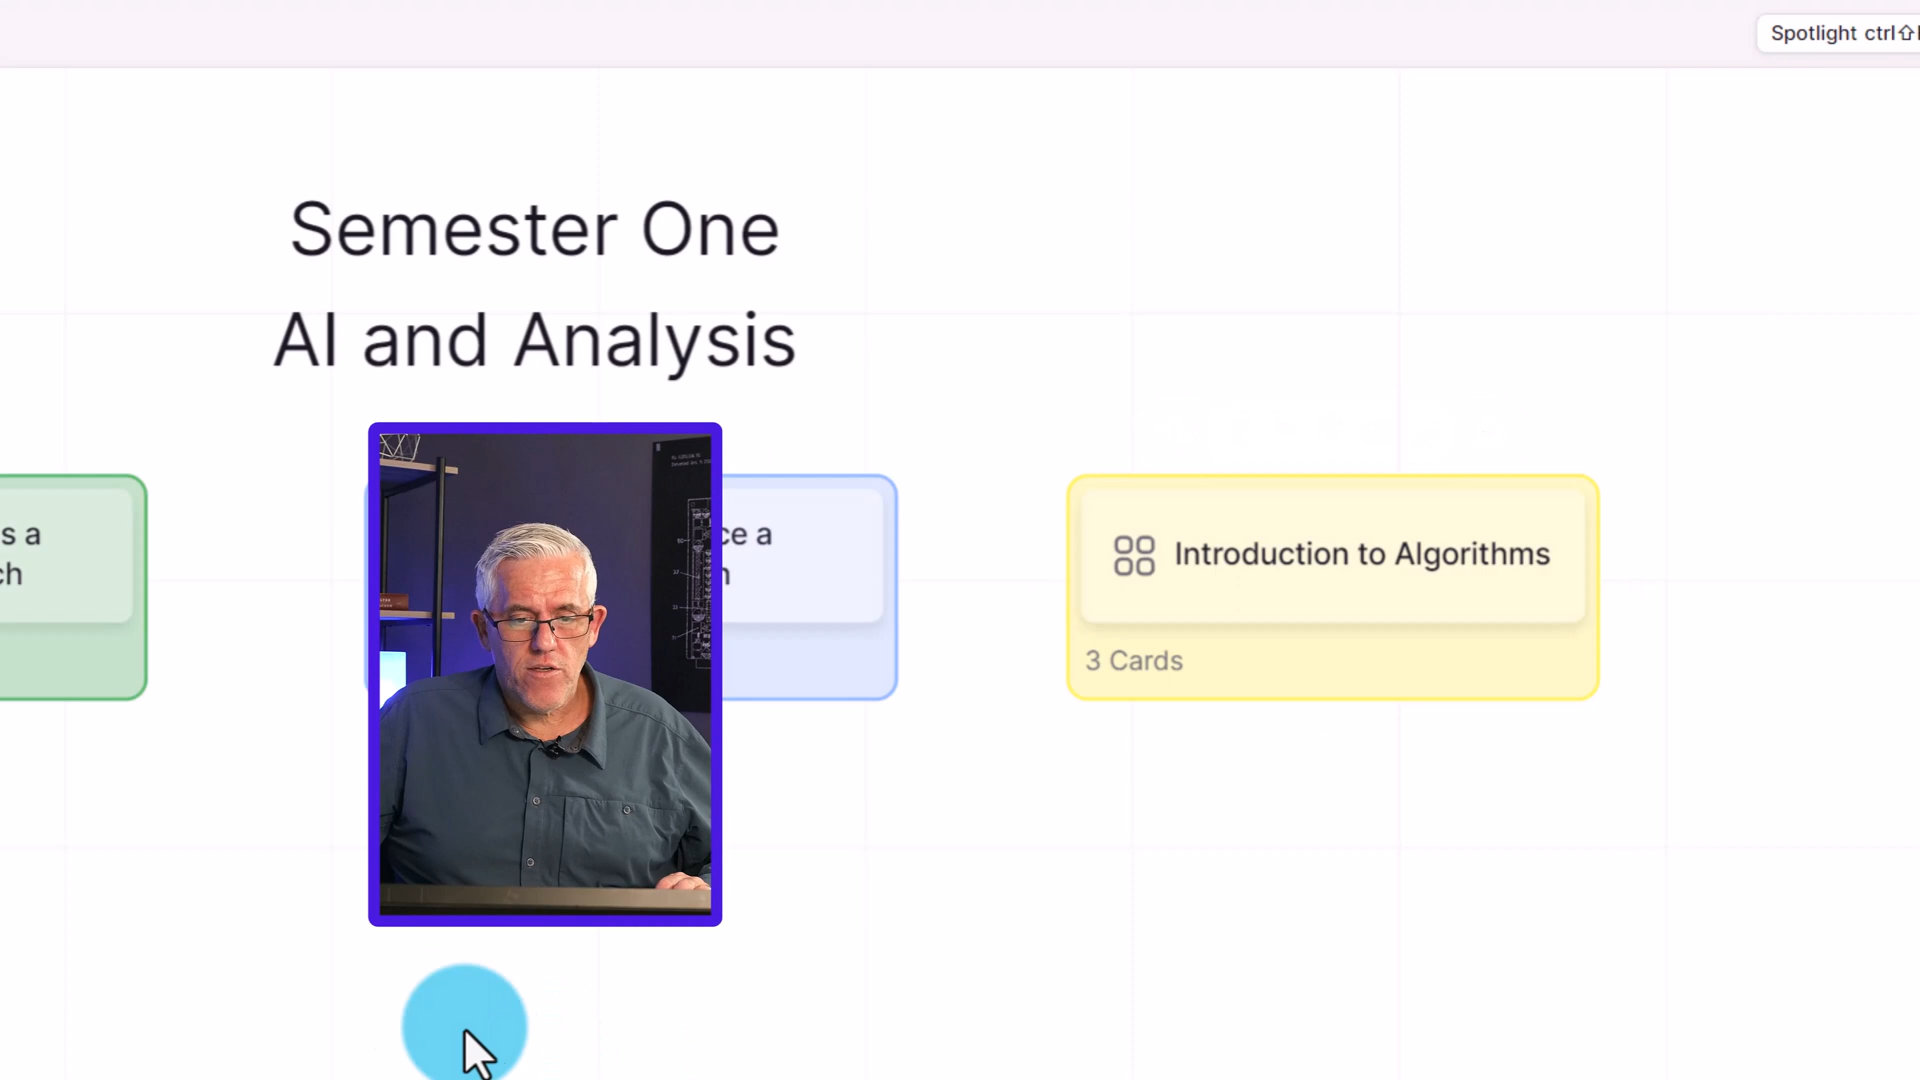 Spotlight ctrl⇧
Semester One
AI and Analysis
s a
ch
ce a
Introduction to Algorithms
3 Cards